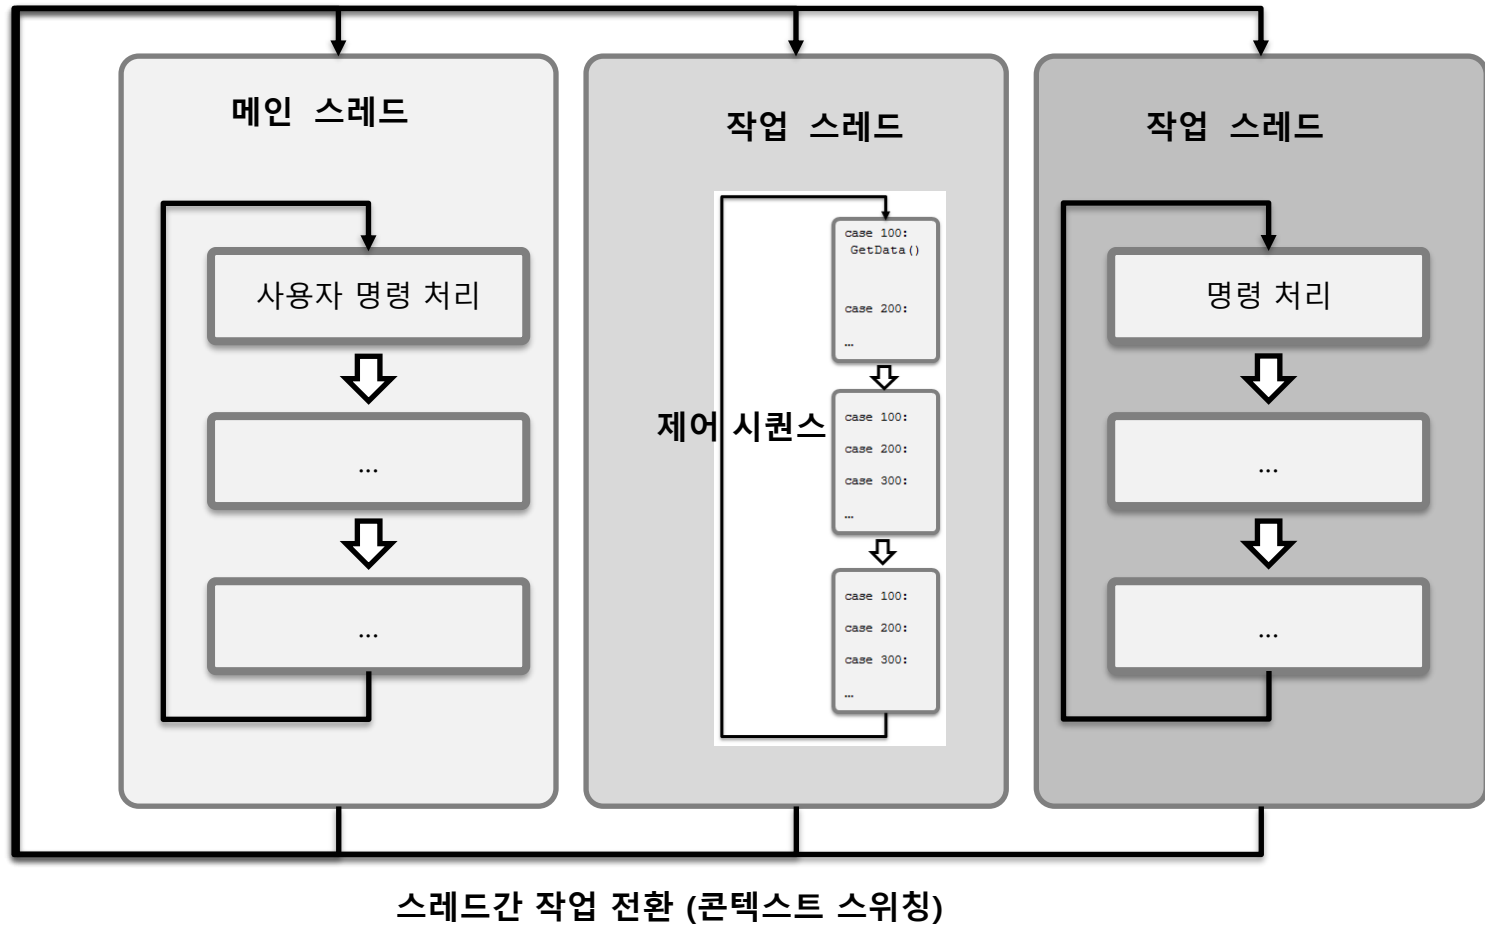 메인 스레드
사용자 명령 처리
...
...
작업 스레드
제어 시퀀스
case 100:
GetData()
case 200:
...
case 100:
case 200:
case 300:
...
case 100:
case 200:
case 300:
...
작업 스레드
명령 처리
...
...
스레드간 작업 전환 (콘텍스트 스위칭)